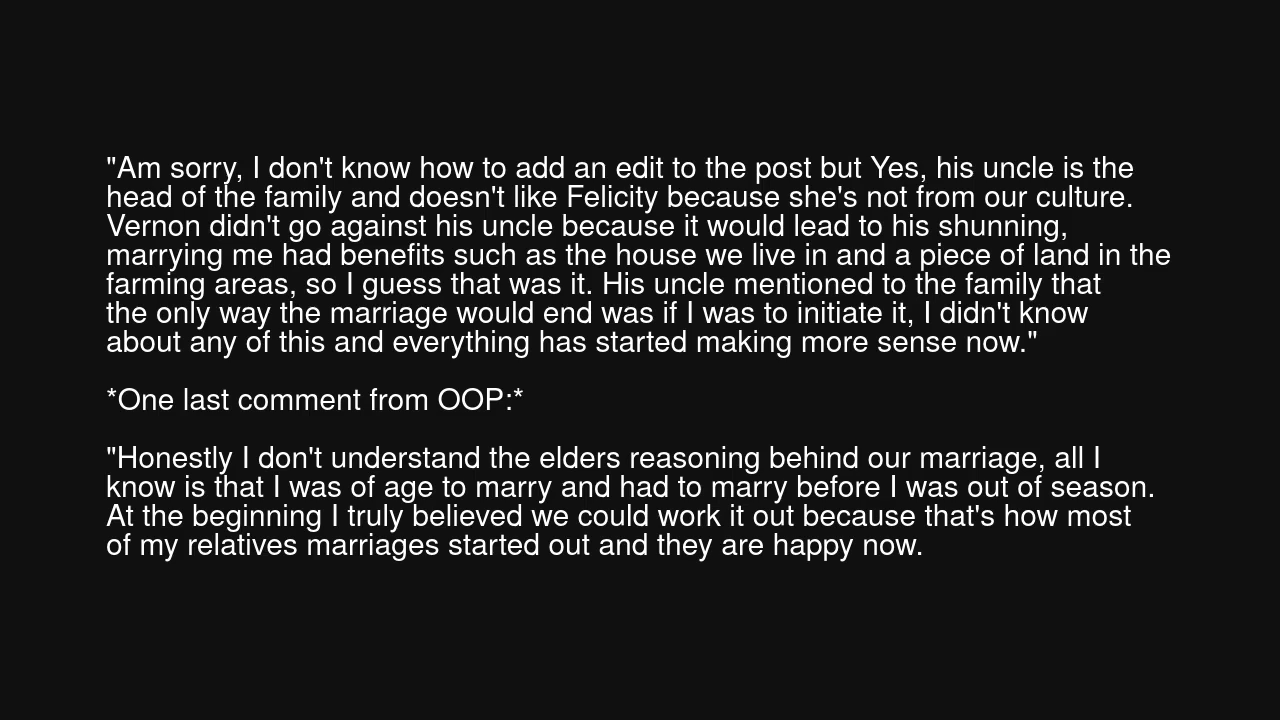 "Am sorry, I don't know how to add an edit to the post but Yes, his uncle is the
head of the family and doesn't like Felicity because she's not from our culture.
Vernon didn't go against his uncle because it would lead to his shunning,
marrying me had benefits such as the house we live in and a piece of land in the
farming areas, so I guess that was it. His uncle mentioned to the family that
the only way the marriage would end was if I was to initiate it, I didn't know
about any of this and everything has started making more sense now."
*One last comment from OOP:*
"Honestly I don't understand the elders reasoning behind our marriage, all I
know is that I was of age to marry and had to marry before I was out of season.
At the beginning I truly believed we could work it out because that's how most
of my relatives marriages started out and they are happy now.